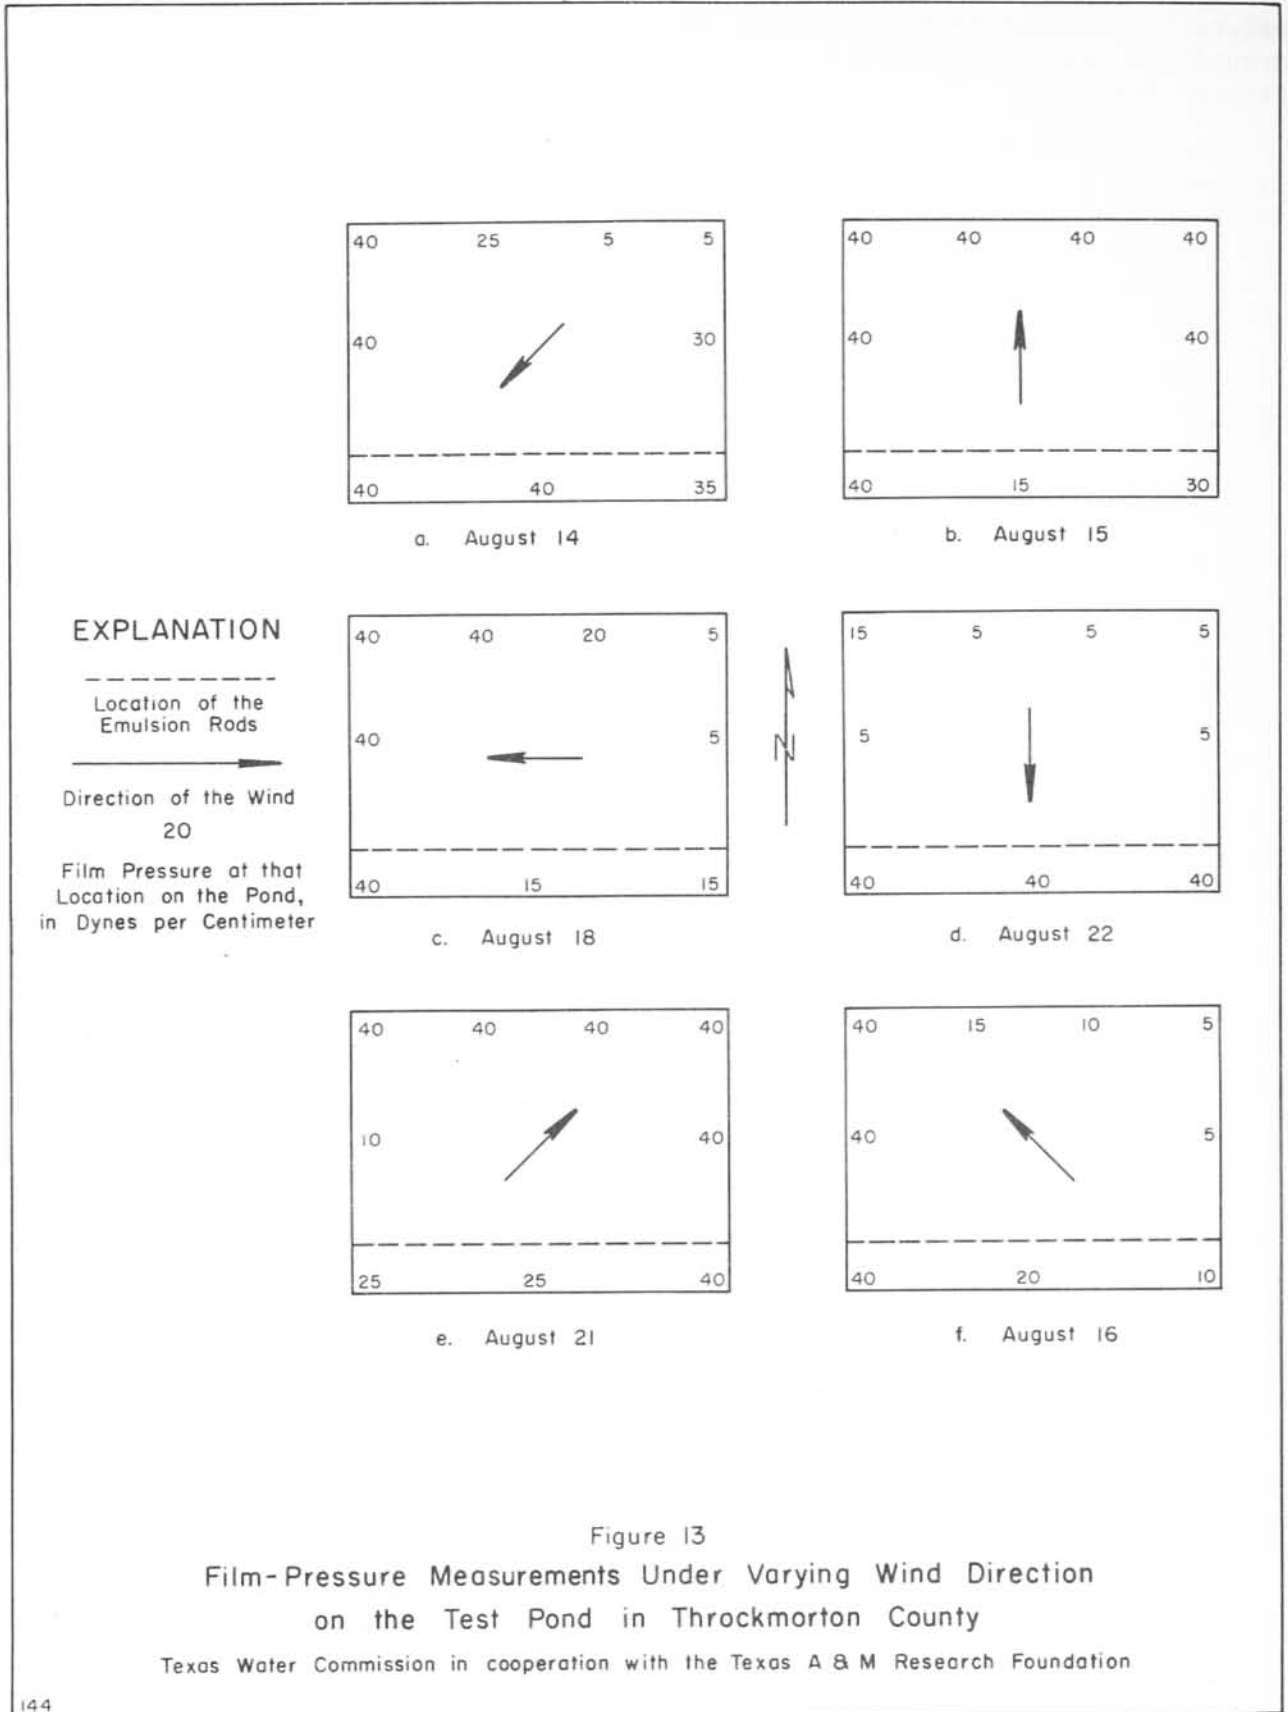 40 25 5 5
40 30
40 40 35
a. August 14
40 40 40 40
40 40
40 15 30
b. August 15
EXPLANATION
Location of the
Emulsion Rods
Direction of the Wind
20
Film Pressure at that
Location on the Pond,
in Dynes per Centimeter
40 40 20 5
40 5
40 15 15
c. August 18
N
15 5 5 5
5 5
40 40 40
d. August 22
40 40 40 40
10 40
25 25 40
e. August 21
40 15 10 5
40 5
40 20 10
f. August 16
Figure 13
Film-Pressure Measurements Under Varying Wind Direction
on the Test Pond in Throckmorton County
Texas Water Commission in cooperation with the Texas A & M Research Foundation
144